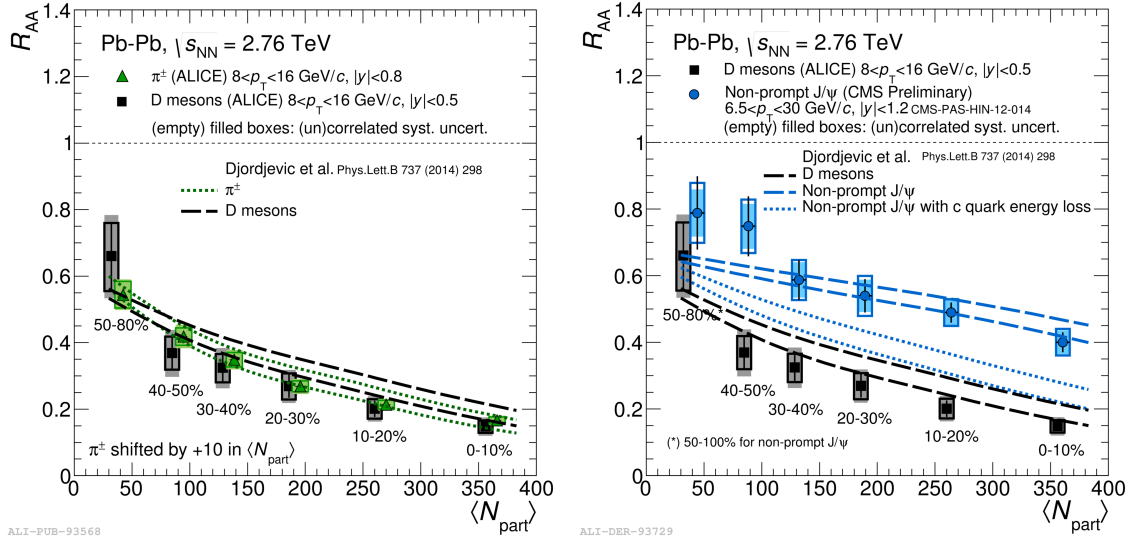 R_AA
1.4
1.2
1
0.8
0.6
0.4
0.2
0
Pb-Pb, √s_NN = 2.76 TeV
π± (ALICE) 8<p_T<16 GeV/c, |y|<0.8
D mesons (ALICE) 8<p_T<16 GeV/c, |y|<0.5
(empty) filled boxes: (un)correlated syst. uncert.
Djordjevic et al. Phys.Lett.B 737 (2014) 298
π±
D mesons
50-80%
40-50%
30-40%
20-30%
10-20%
0-10%
π± shifted by +10 in ⟨N_part⟩
0 50 100 150 200 250 300 350 400
⟨N_part⟩
ALI-PUB-93568
R_AA
1.4
1.2
1
0.8
0.6
0.4
0.2
0
Pb-Pb, √s_NN = 2.76 TeV
D mesons (ALICE) 8<p_T<16 GeV/c, |y|<0.5
Non-prompt J/ψ (CMS Preliminary)
6.5<p_T<30 GeV/c, |y|<1.2 CMS-PAS-HIN-12-014
(empty) filled boxes: (un)correlated syst. uncert.
Djordjevic et al. Phys.Lett.B 737 (2014) 298
D mesons
Non-prompt J/ψ
Non-prompt J/ψ with c quark energy loss
50-80%*
40-50%
30-40%
20-30%
10-20%
0-10%
(*) 50-100% for non-prompt J/ψ
0 50 100 150 200 250 300 350 400
⟨N_part⟩
ALI-DER-93729